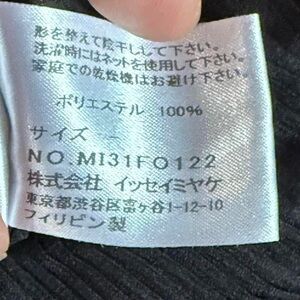 形を整えて陰干しして下さい。
洗濯時にはネットを使用して下さい。
家庭での乾燥機はお避け下さい。
ポリエステル 100%
サイズ －
NO.MI31FO122
株式会社 イッセイミヤケ
東京都渋谷区富ヶ谷1-12-10
フィリピン製